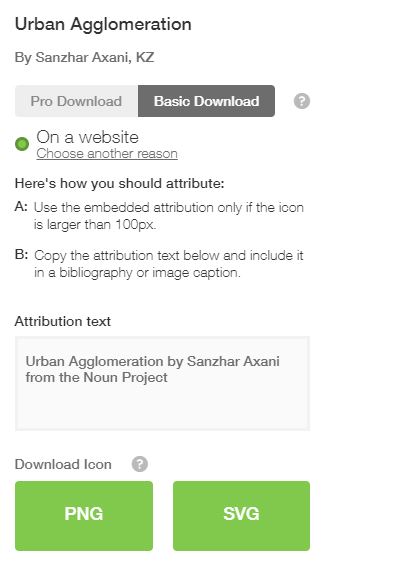 Urban Agglomeration
By Sanzhar Axani, KZ
Pro Download
Basic Download
?
On a website
Choose another reason
Here's how you should attribute:
A: Use the embedded attribution only if the icon
is larger than 100px.
B: Copy the attribution text below and include it
in a bibliography or image caption.
Attribution text
Urban Agglomeration by Sanzhar Axani
from the Noun Project
Download Icon ?
PNG
SVG